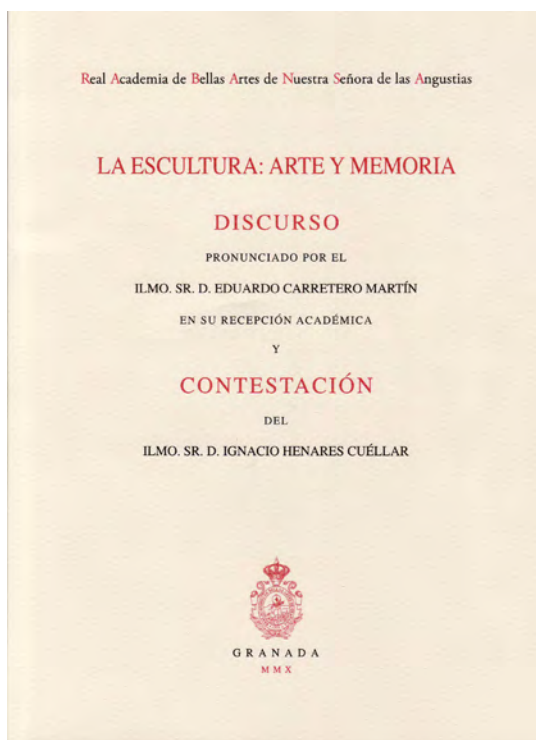 Real Academia de Bellas Artes de Nuestra Señora de las Angustias
LA ESCULTURA: ARTE Y MEMORIA
DISCURSO
PRONUNCIADO POR EL
ILMO. SR. D. EDUARDO CARRETERO MARTÍN
EN SU RECEPCIÓN ACADÉMICA
Y
CONTESTACIÓN
DEL
ILMO. SR. D. IGNACIO HENARES CUÉLLAR
GRANADA
MMX